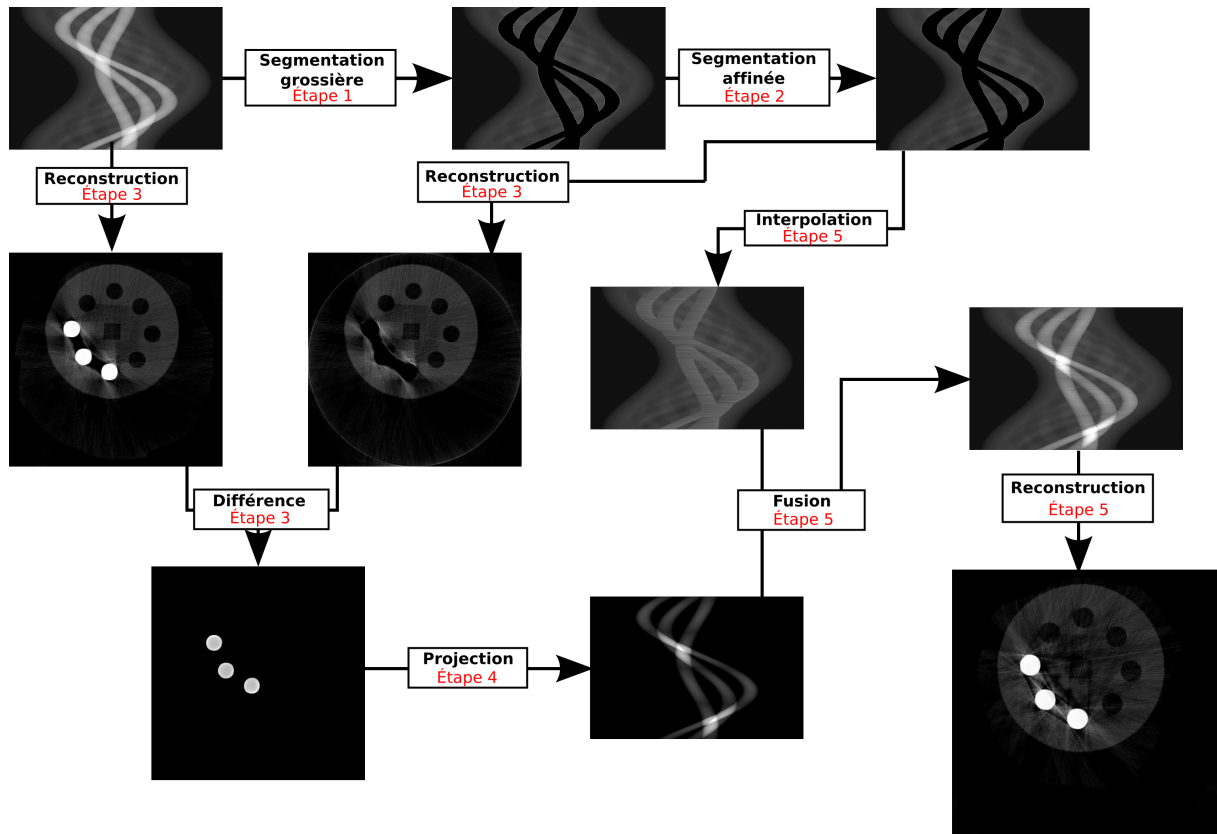 Segmentation
grossière
Étape 1
Segmentation
affinée
Étape 2
Reconstruction
Étape 3
Reconstruction
Étape 3
Interpolation
Étape 5
Différence
Étape 3
Fusion
Étape 5
Reconstruction
Étape 5
Projection
Étape 4